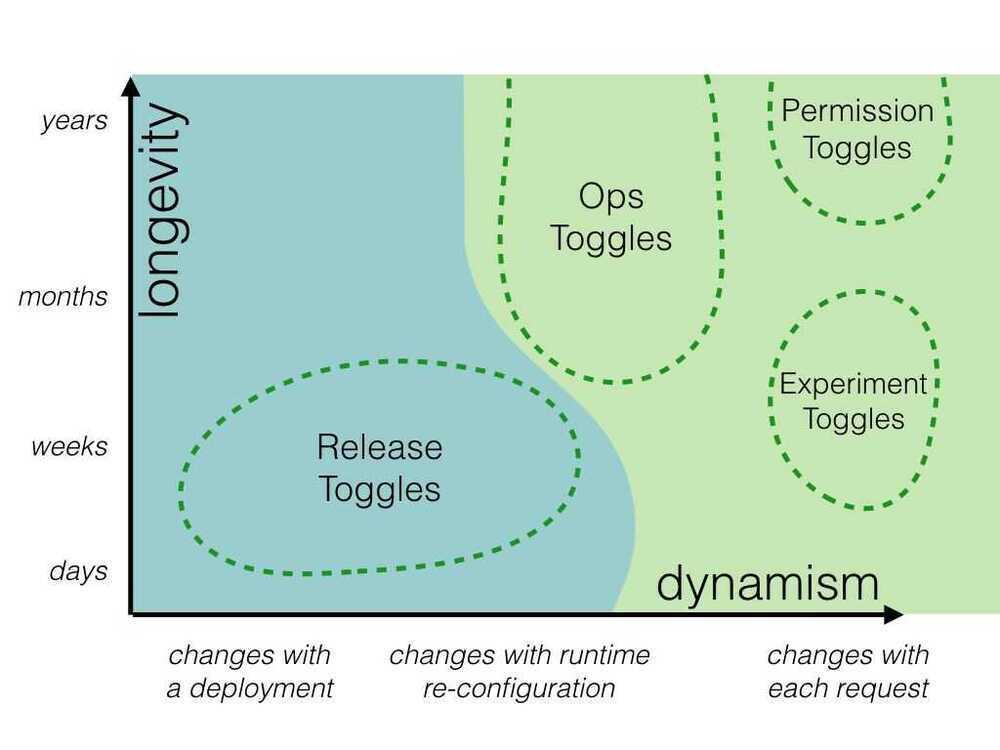 years
longevity
Permission
Toggles
Ops
Toggles
months
Experiment
Toggles
weeks
Release
Toggles
days
dynamism
changes with
a deployment
changes with runtime
re-configuration
changes with
each request